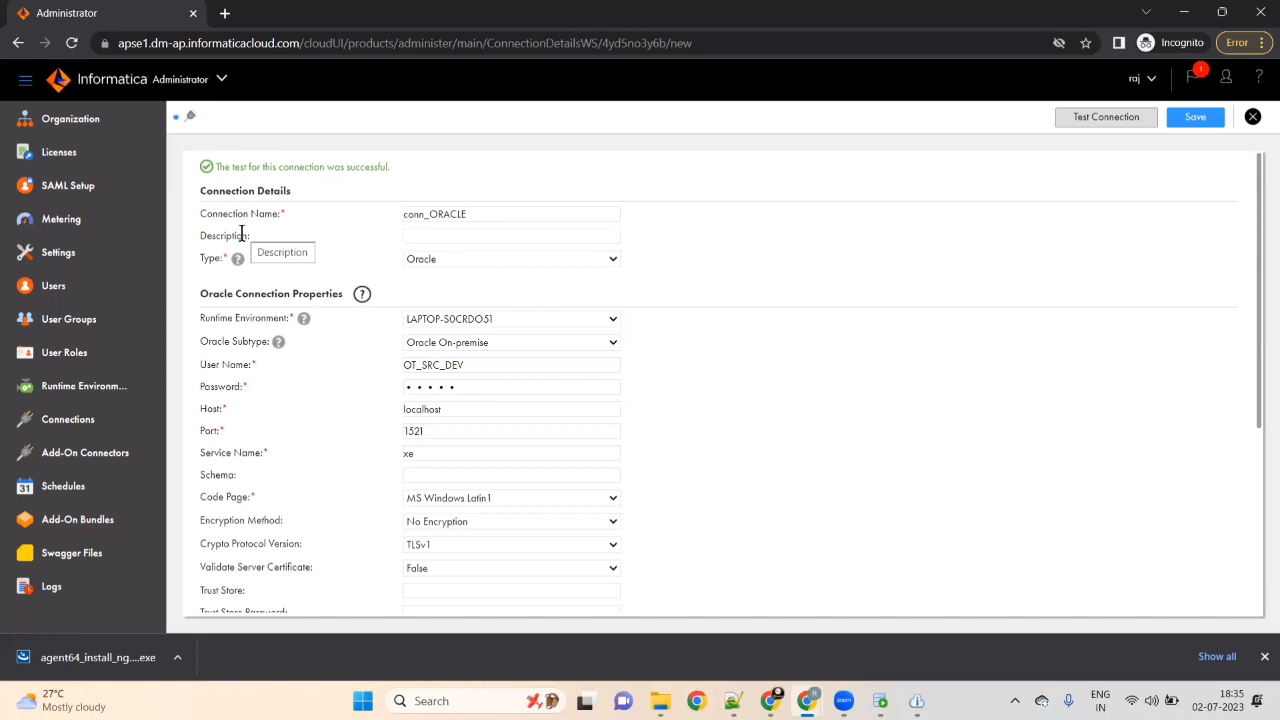 Administrator
apse1.dm-ap.informaticacloud.com/cloudUI/products/administer/main/ConnectionDetailsWS/4yd5no3y6b/new
Incognito
Error
Informatica Administrator
raj
1
?
Organization
Licenses
SAML Setup
Metering
Settings
Users
User Groups
User Roles
Runtime Environm...
Connections
Add-On Connectors
31 Schedules
Add-On Bundles
Swagger Files
Logs
Test Connection
Save
The test for this connection was successful.
Connection Details
Connection Name:* conn_ORACLE
Description:
Description
Type:* ? Oracle
Oracle Connection Properties ?
Runtime Environment:* ? LAPTOP-S0CRDO51
Oracle Subtype: ? Oracle On-premise
User Name:* OT_SRC_DEV
Password:* • • • • •
Host:* localhost
Port:* 1521
Service Name:* xe
Schema:
Code Page:* MS Windows Latin1
Encryption Method: No Encryption
Crypto Protocol Version: TLSv1
Validate Server Certificate: False
Trust Store:
Trust Store Password:
agent64_install_ng....exe
Show all
27°C
Mostly cloudy
Search
zoom
R
ENG
IN
18:35
02-07-2023